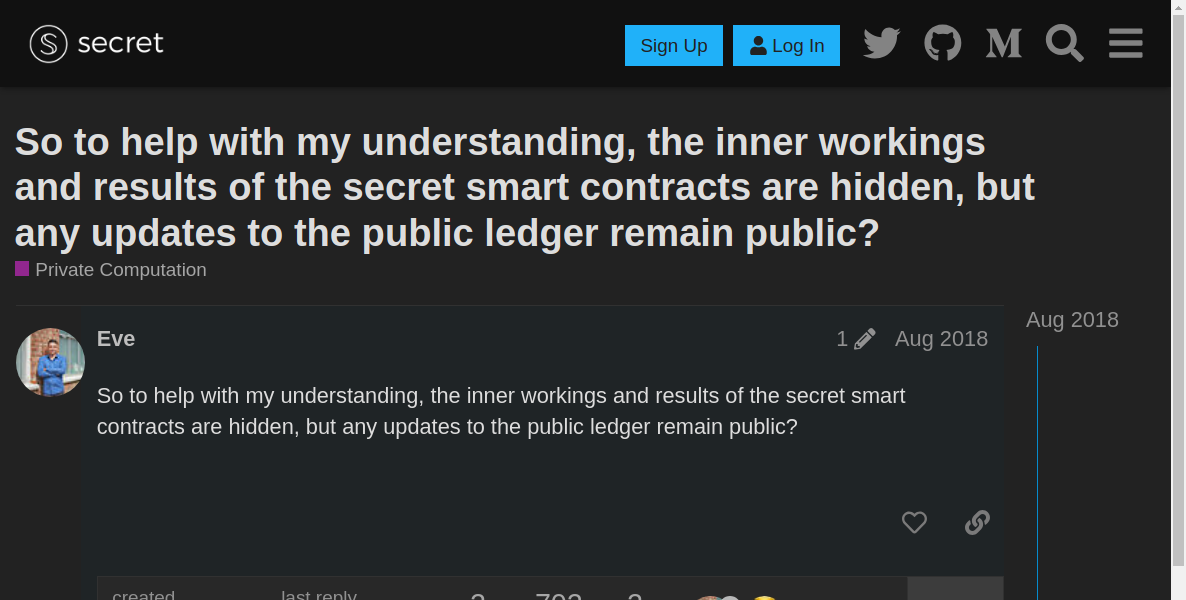 secret
Sign Up
Log In
So to help with my understanding, the inner workings
and results of the secret smart contracts are hidden, but
any updates to the public ledger remain public?
Private Computation
Eve
1
Aug 2018
Aug 2018
So to help with my understanding, the inner workings and results of the secret smart
contracts are hidden, but any updates to the public ledger remain public?
created
last reply